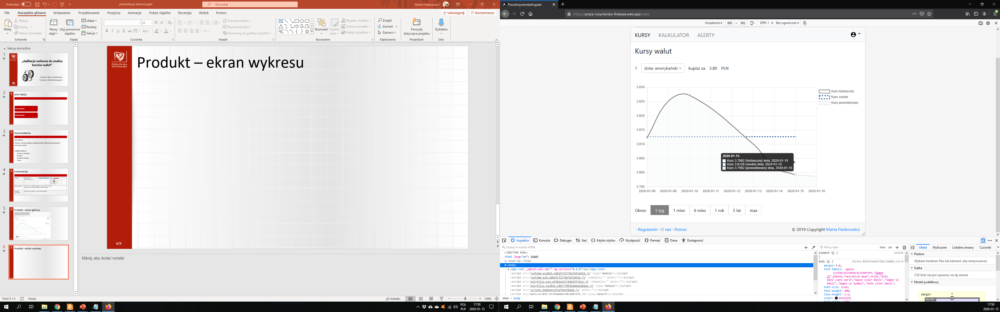 Autozapis
prezentacja obrona.pptx
Wyszukaj
Marta Fiedorowicz
Plik Narzędzia główne Wstawianie Projektowanie Przejścia Animacje Pokaz slajdów Recenzja Widok Pomoc
Udostępnij Komentarze
Wklej
Wytnij
Kopiuj
Malarz formatów
Schowek
Nowy slajd
Użyj ponownie slajdów
Układ
Resetuj
Sekcja
Slajdy
44
Czcionka
Kierunek tekstu
Wyrównaj tekst
Konwertuj na grafikę SmartArt
Akapit
Rozmieść
Szybkie style
Wypełn. kształtu
Kontury kształtu
Efekty kształtów
Rysowanie
Znajdź
Zamień
Zaznacz
Edytowanie
Pomysły dotyczące projektu
Projektant
Dyktafon
Głos
Sekcja domyślna
1
„Aplikacja webowa do analizy
kursów walut”
Autorka: Marta Fiedorowicz
Promotor: Michał Szczepanik
2
SPIS TREŚCI
Wprowadzenie
Podsumowanie
3
Wprowadzenie
CEL PRACY:
System usprawniający podejmowanie decyzji dotyczących
wymiany walut.
ZAKRES PRACY:
- Analiza rynkowa
- Projekt
- Implementacja
- Testy
4
Konkurencja
5
Produkt – ekran główny
6
Produkt – ekran wykresu
Politechnika
Wrocławska
Produkt – ekran wykresu
6/9
Kliknij, aby dodać notatki
Slajd 6 z 6 Polski
Notatki
109%
POL
PLP
17:50
2020-01-15
PracaInzynierskaAngular
https://praca-inzynierska-firebase.web.app/rates
Urządzenie 900 × 902 DPR: 1 Bez ograniczeń
KURSY KALKULATOR ALERTY
Kursy walut
1 dolar amerykański kupisz za 3.80 PLN
3.830
3.825
3.820
3.815
3.810
3.805
3.800
3.795
2020-01-08 2020-01-09 2020-01-10 2020-01-11 2020-01-12 2020-01-13 2020-01-14 2020-01-15 2020-01-16
Kurs historyczny
Kurs sredni
Kurs przewidywany
2020-01-15
Kurs 3.7992 (historyczny) dnia: 2020-01-15
Kurs 3.8126 (sredni) dnia: 2020-01-15
Kurs 3.7992 (przewidywany) dnia: 2020-01-15
Okres: 1 tyg 1 mies 6 mies 1 rok 5 lat max
· Regulamin · O nas · Pomoc
© 2019 Copyright Marta Fiedorowicz
Inspektor Konsola Debuger Sieć Edytor stylów Wydajność Pamięć Dane Dostępność
Szukaj w kodzie HTML
<!DOCTYPE html>
<html lang="en"> event
<head> </head>
<body>
<app-root _nghost-wdl-c0="" ng-version="8.2.9"> </app-root>
<script src="runtime-es2015.edb2fcf2778e7bf1d426.js" type="module"></script>
<script src="runtime-es5.edb2fcf2778e7bf1d426.js" nomodule="" defer=""></script>
<script src="polyfills-es5.ef4b1e1fc703b3ff76e3.js" nomodule="" defer=""></script>
<script src="polyfills-es2015.2987770fde9daa1d8a2e.js" type="module"></script>
<script src="scripts.859e64cef1ef944f8beb.js" defer=""></script>
<script src="main-es2015.973fa6084370ca88157e.js" type="module"></script>
html > body
Filtruj style
:hov .cls
element { inline
}
body { styles.022fc44e2e73bcc2e888.css:6
margin: 0;
font-family: -apple-
system,BlinkMacSystemFont,"Segoe
UI",Roboto,"Helvetica Neue",Arial,"Noto
Sans",sans-serif,"Apple Color Emoji","Segoe UI
Emoji","Segoe UI Symbol","Noto Color Emoji";
font-size: 1rem;
font-weight: 400;
line-height: 1.5;
color: #212529;
text-align: left;
Układ Wyliczone Lokalne zmiany Czcionki
Flexbox
Wybierz kontener Flex lub element, aby kontynuować.
Siatka
CSS Grid nie jest używany na tej stronie
Model pudełkowy
margin
0
border
0
17:50
2020-01-15